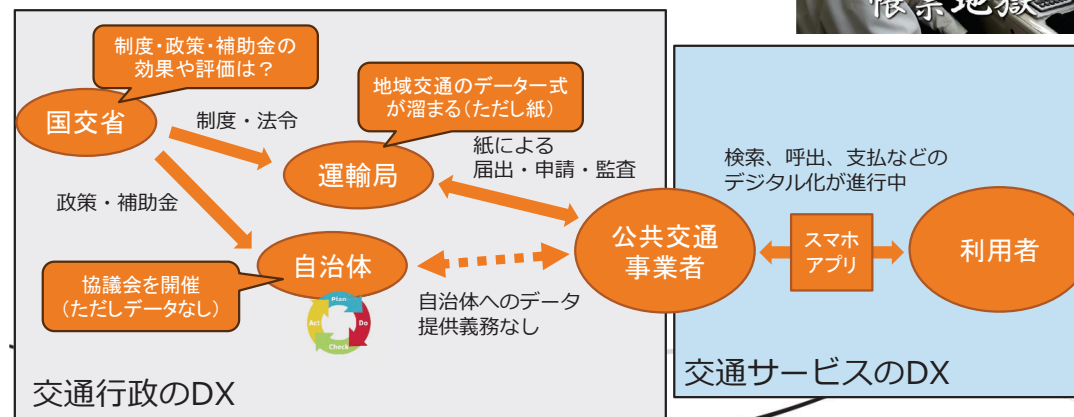 帳票地獄
制度・政策・補助金の
効果や評価は？
地域交通のデータ一式
が溜まる（ただし紙）
国交省
制度・法令
紙による
届出・申請・監査
運輸局
検索、呼出、支払などの
デジタル化が進行中
政策・補助金
公共交通
事業者
スマホ
アプリ
利用者
自治体
協議会を開催
（ただしデータなし）
自治体へのデータ
提供義務なし
Plan
Do
Check
Act
交通行政のDX
交通サービスのDX